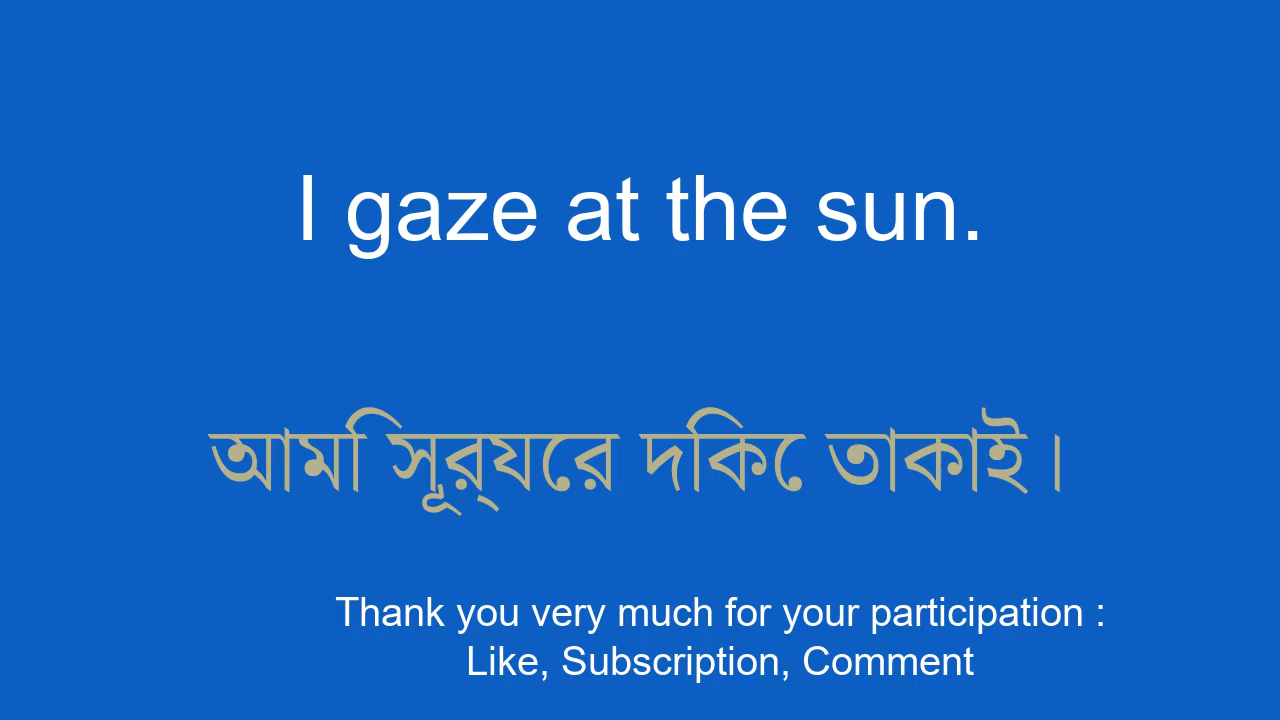 I gaze at the sun.
আমি সূর্যের দিকে তাকাই।
Thank you very much for your participation :
Like, Subscription, Comment